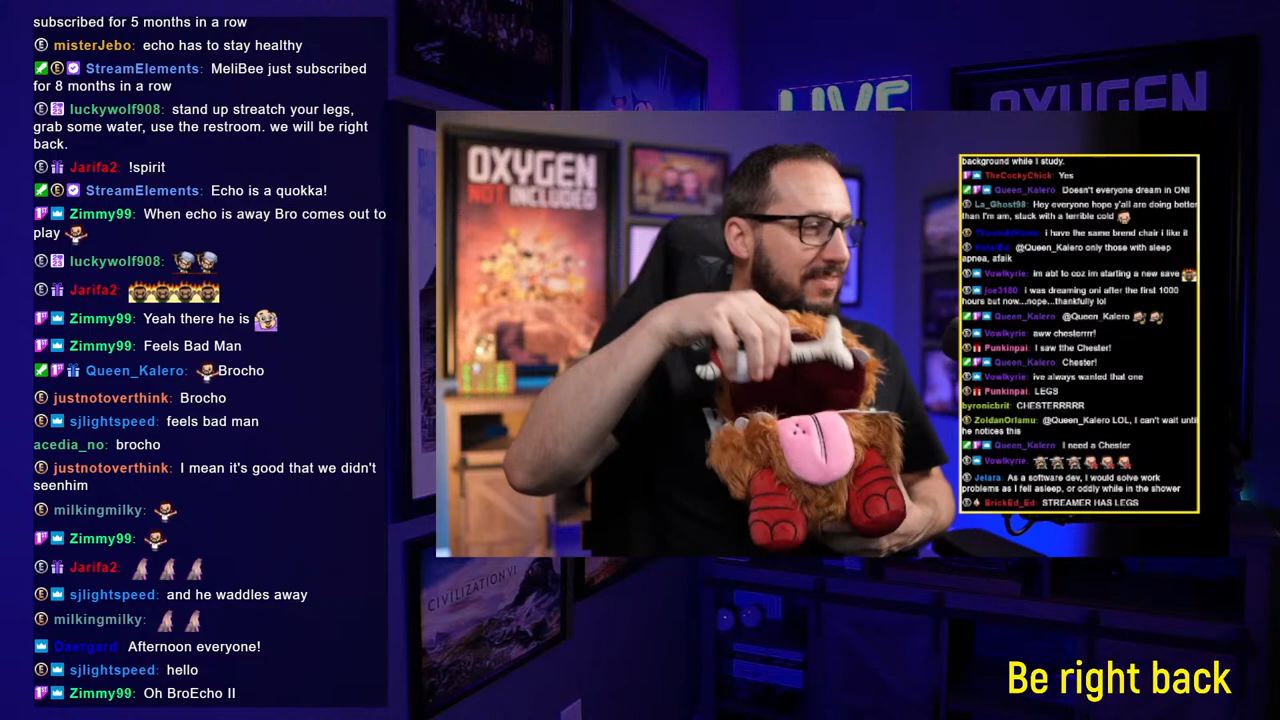 subscribed for 5 months in a row
misterJebo: echo has to stay healthy
StreamElements: MeliBee just subscribed
for 8 months in a row
luckywolf908: stand up streatch your legs,
grab some water, use the restroom. we will be right
back.
Jarifa2: !spirit
StreamElements: Echo is a quokka!
Zimmy99: When echo is away Bro comes out to
play
luckywolf908:
Jarifa2:
Zimmy99: Yeah there he is
Zimmy99: Feels Bad Man
Queen_Kalero: Brocho
justnotoverthink: Brocho
sjlightspeed: feels bad man
acedia_no: brocho
justnotoverthink: I mean it's good that we didn't
seenhim
milkingmilky:
Zimmy99:
Jarifa2:
sjlightspeed: and he waddles away
milkingmilky:
Daergard: Afternoon everyone!
sjlightspeed: hello
Zimmy99: Oh BroEcho II
LIVE
OXYGEN
OXYGEN
NOT INCLUDED
background while I study.
TheCockyChick: Yes
Queen_Kalero: Doesn't everyone dream in ONI
La_Ghost98: Hey everyone hope y'all are doing better
than I'm am, stuck with a terrible cold
i have the same brend chair i like it
@Queen_Kalero only those with sleep
apnea, afaik
Vowlkyrie: im abt to coz im starting a new save
joe3180 i was dreaming oni after the first 1000
hours but now...nope...thankfully lol
Queen_Kalero: @Queen_Kalero
Vowlkyrie: aww chesterrrr!
Punkinpai: I saw tthe Chester!
Queen_Kalero: Chester!
Vowlkyrie: ive always wanted that one
Punkinpai: LEGS
byronicbrit: CHESTERRRRR
ZoldanOrlamu: @Queen_Kalero LOL, I can't wait until
he notices this
Queen_Kalero: I need a Chester
Vowlkyrie:
Jelara: As a software dev, I would solve work
problems as I fell asleep, or oddly while in the shower
BrickEd_Ed: STREAMER HAS LEGS
CIVILIZATION VI
Be right back